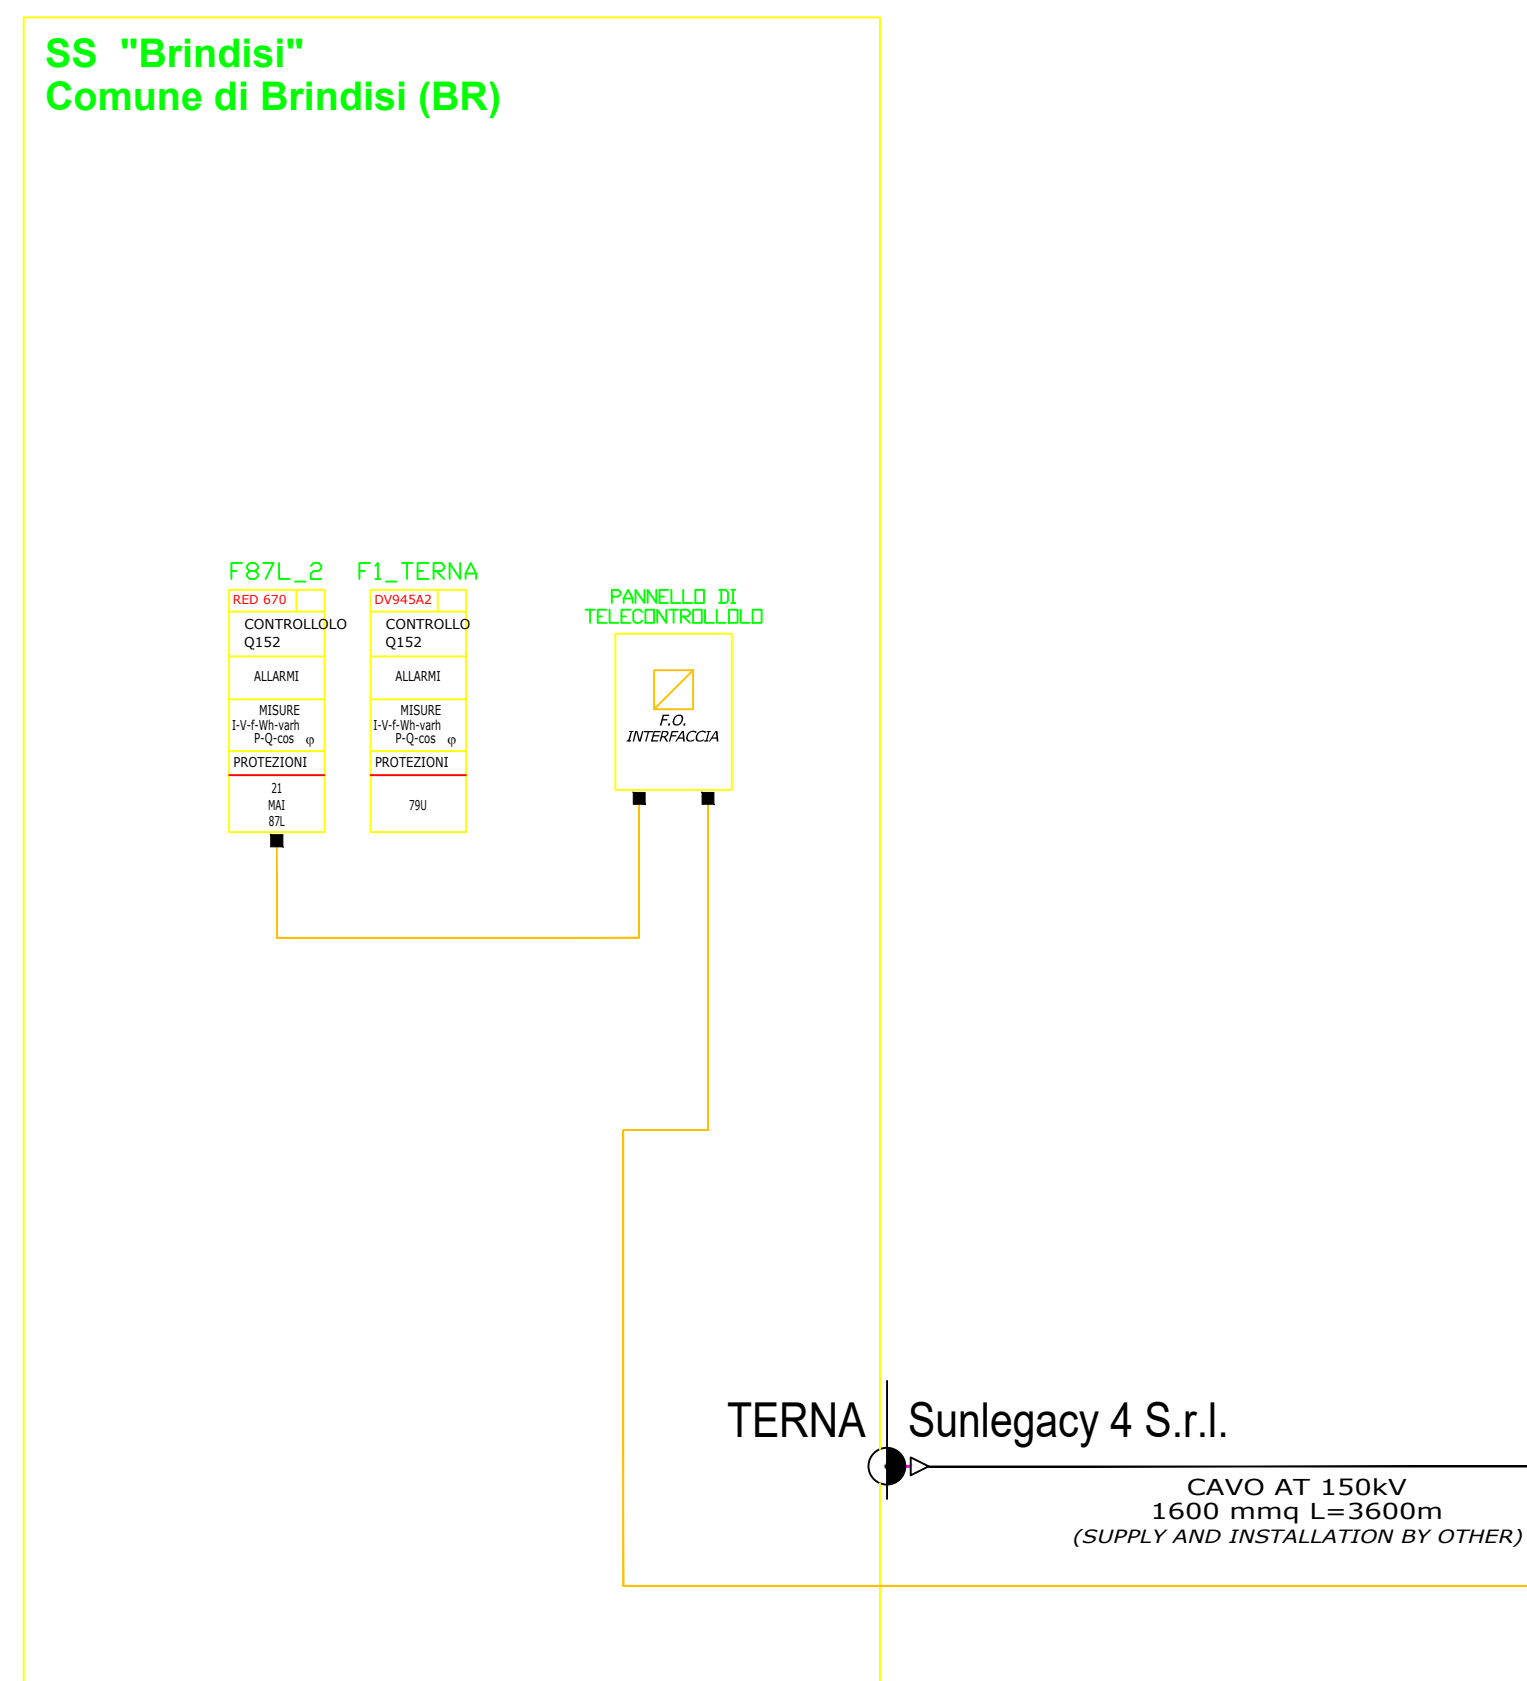 SS "Brindisi"
Comune di Brindisi (BR)
F87L_2
RED 670
CONTROLLOLO
Q152
ALLARMI
MISURE
I-V-f-Wh-varh
P-Q-cos φ
PROTEZIONI
21
MAI
87L
F1_TERNA
DV945A2
CONTROLLO
Q152
ALLARMI
MISURE
I-V-f-Wh-varh
P-Q-cos φ
PROTEZIONI
79U
PANNELLO DI
TELECONTROLLOLO
F.O.
INTERFACCIA
TERNA
Sunlegacy 4 S.r.l.
CAVO AT 150kV
1600 mmq L=3600m
(SUPPLY AND INSTALLATION BY OTHER)